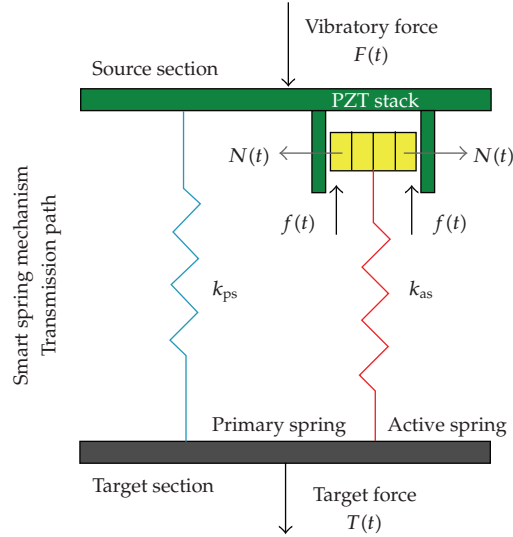 Vibratory force
F(t)
Source section
PZT stack
N(t)
N(t)
f(t)
f(t)
Smart spring mechanism
Transmission path
kps
kas
Primary spring
Active spring
Target section
Target force
T(t)